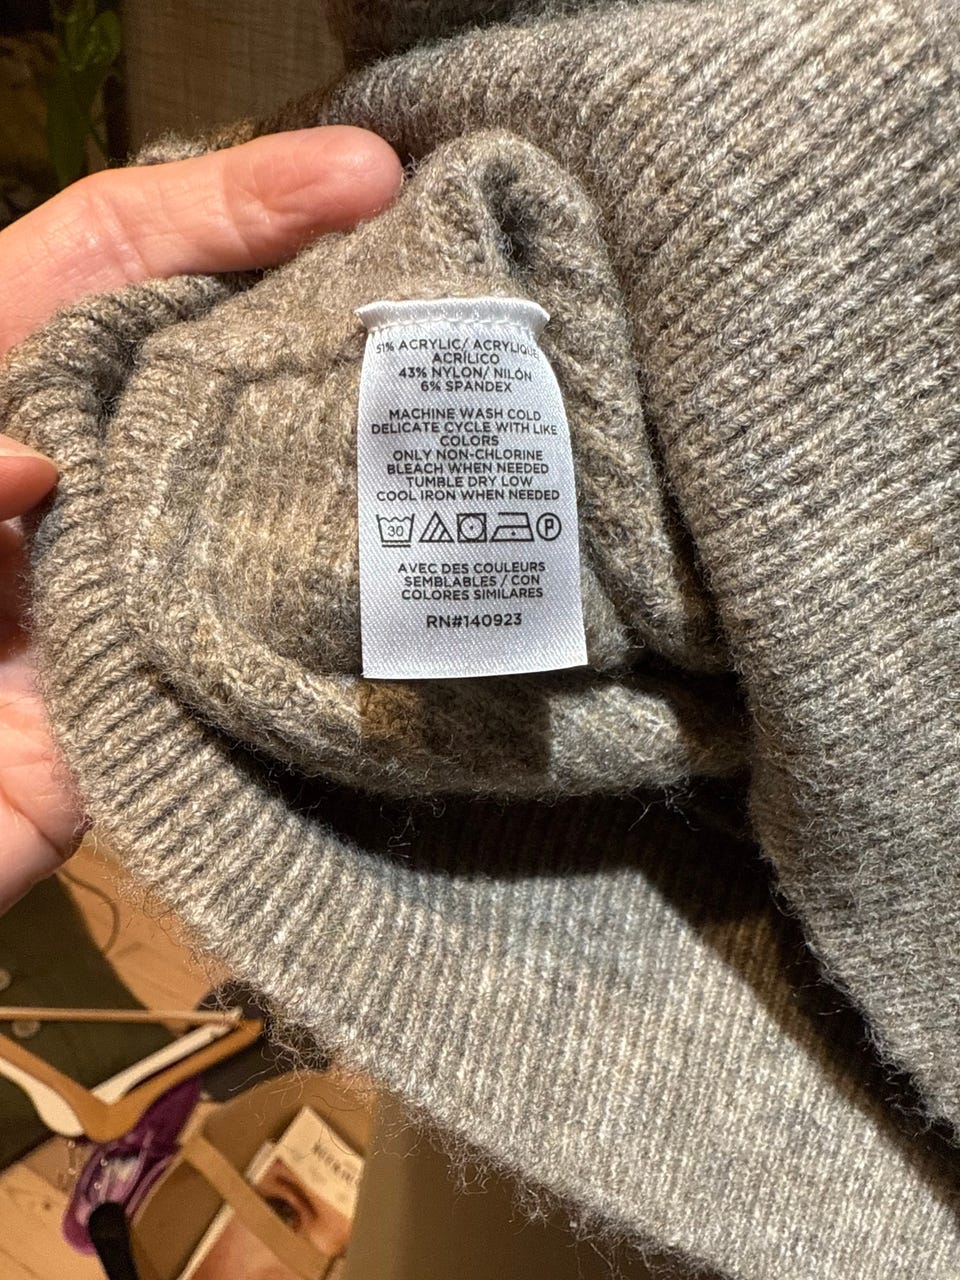 51% ACRYLIC/ ACRYLIQUE/
ACRÍLICO
43% NYLON/ NILÓN
6% SPANDEX
MACHINE WASH COLD
DELICATE CYCLE WITH LIKE
COLORS
ONLY NON-CHLORINE
BLEACH WHEN NEEDED
TUMBLE DRY LOW
COOL IRON WHEN NEEDED
30 P
AVEC DES COULEURS
SEMBLABLES / CON
COLORES SIMILARES
RN#140923